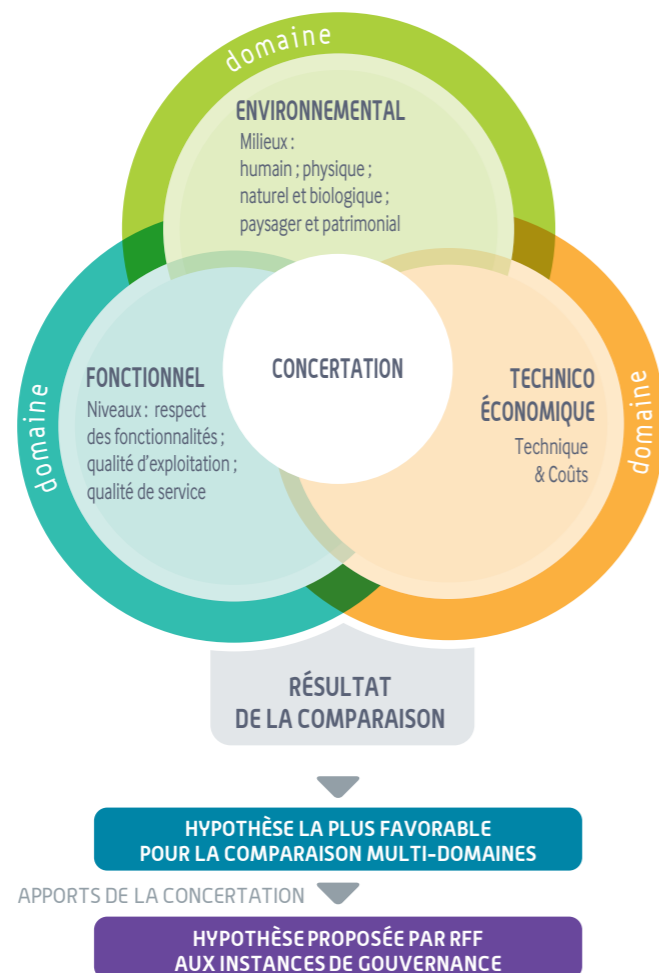 domaine
ENVIRONNEMENTAL
Milieux :
humain ; physique ;
naturel et biologique ;
paysager et patrimonial
domaine
FONCTIONNEL
Niveaux : respect
des fonctionnalités ;
qualité d'exploitation ;
qualité de service
CONCERTATION
domaine
TECHNICO
ÉCONOMIQUE
Technique
& Coûts
RÉSULTAT
DE LA COMPARAISON
HYPOTHÈSE LA PLUS FAVORABLE
POUR LA COMPARAISON MULTI-DOMAINES
APPORTS DE LA CONCERTATION
HYPOTHÈSE PROPOSÉE PAR RFF
AUX INSTANCES DE GOUVERNANCE